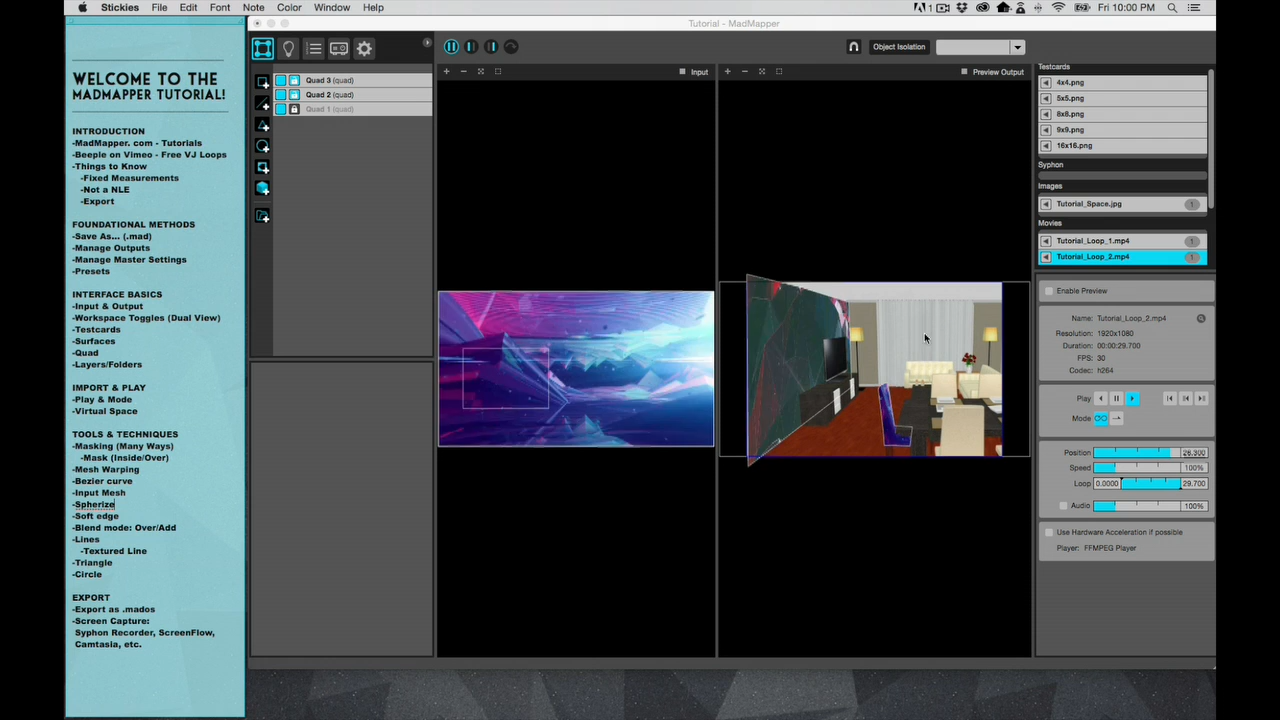 Stickies File Edit Font Note Color Window Help
1 Fri 10:00 PM
Tutorial - MadMapper
WELCOME TO THE
MADMAPPER TUTORIAL!
INTRODUCTION
-MadMapper. com - Tutorials
-Beeple on Vimeo - Free VJ Loops
-Things to Know
-Fixed Measurements
-Not a NLE
-Export
FOUNDATIONAL METHODS
-Save As... (.mad)
-Manage Outputs
-Manage Master Settings
-Presets
INTERFACE BASICS
-Input & Output
-Workspace Toggles (Dual View)
-Testcards
-Surfaces
-Quad
-Layers/Folders
IMPORT & PLAY
-Play & Mode
-Virtual Space
TOOLS & TECHNIQUES
-Masking (Many Ways)
-Mask (Inside/Over)
-Mesh Warping
-Bezier curve
-Input Mesh
-Spherize
-Soft edge
-Blend mode: Over/Add
-Lines
-Textured Line
-Triangle
-Circle
EXPORT
-Export as .mados
-Screen Capture:
Syphon Recorder, ScreenFlow,
Camtasia, etc.
Quad 3 (quad)
Quad 2 (quad)
Quad 1 (quad)
Object Isolation
Input
Preview Output
Testcards
4x4.png
5x5.png
8x8.png
9x9.png
16x16.png
Syphon
Images
Tutorial_Space.jpg 1
Movies
Tutorial_Loop_1.mp4 1
Tutorial_Loop_2.mp4 1
Enable Preview
Name: Tutorial_Loop_2.mp4
Resolution: 1920x1080
Duration: 00:00:29.700
FPS: 30
Codec: h264
Play
Mode
Position 26.300
Speed 100%
Loop 0.0000 29.700
Audio 100%
Use Hardware Acceleration if possible
Player: FFMPEG Player